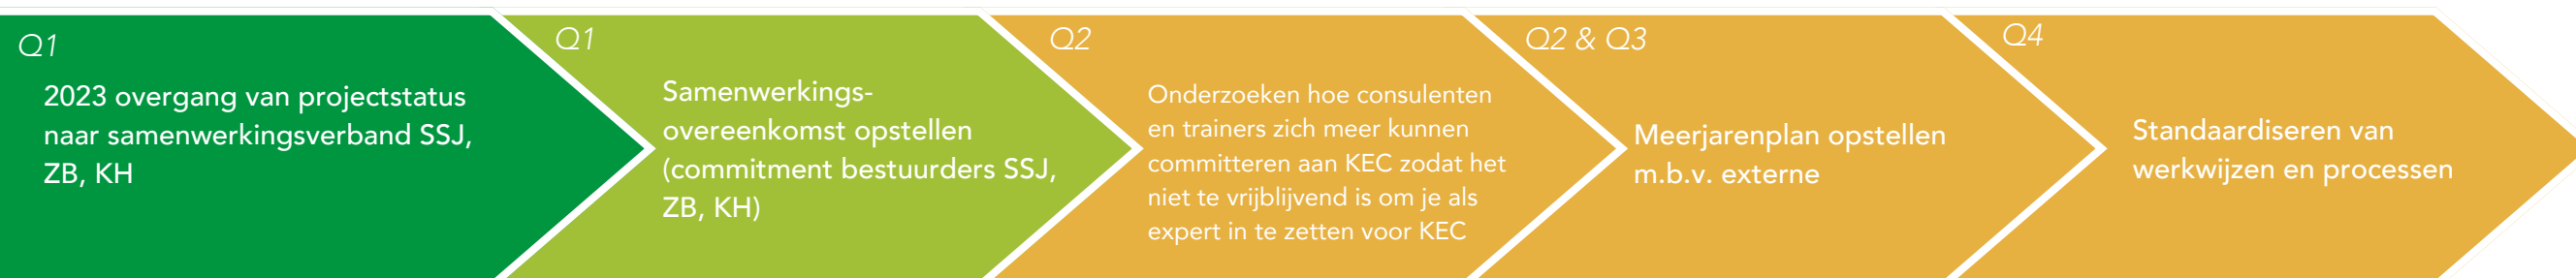 Q1
2023 overgang van projectstatus
naar samenwerkingsverband SSJ,
ZB, KH
Q1
Samenwerkings-
overeenkomst opstellen
(commitment bestuurders SSJ,
ZB, KH)
Q2
Onderzoeken hoe consulenten
en trainers zich meer kunnen
committeren aan KEC zodat het
niet te vrijblijvend is om je als
expert in te zetten voor KEC
Q2 & Q3
Meerjarenplan opstellen
m.b.v. externe
Q4
Standaardiseren van
werkwijzen en processen